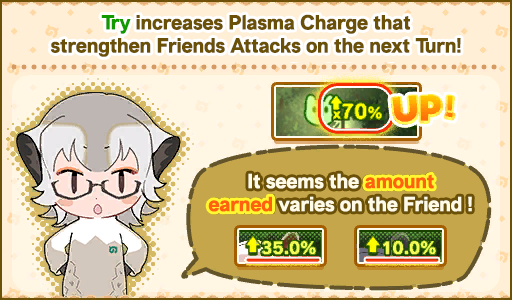 Try increases Plasma Charge that
strengthen Friends Attacks on the next Turn!
x70%
UP!
It seems the amount
earned varies on the Friend !
35.0%
10.0%